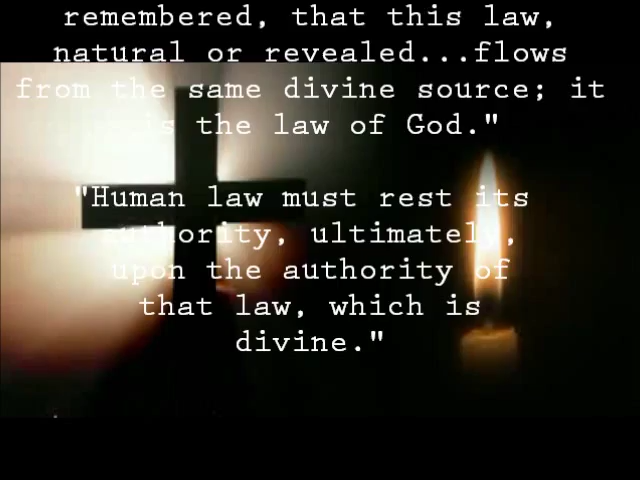 remembered, that this law,
natural or revealed...flows
from the same divine source; it
is the law of God."
"Human law must rest its
authority, ultimately,
upon the authority of
that law, which is
divine."